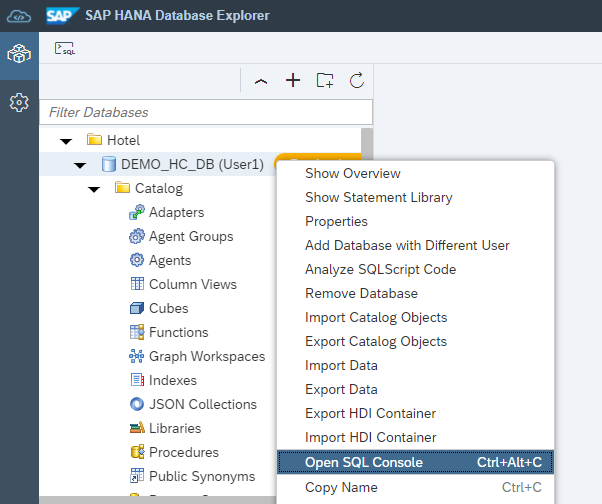 SAP SAP HANA Database Explorer
SQL
Filter Databases
Hotel
DEMO_HC_DB (User1)
Catalog
Adapters
Agent Groups
Agents
Column Views
Cubes
Functions
Graph Workspaces
Indexes
JSON Collections
Libraries
Procedures
Public Synonyms
Show Overview
Show Statement Library
Properties
Add Database with Different User
Analyze SQLScript Code
Remove Database
Import Catalog Objects
Export Catalog Objects
Import Data
Export Data
Export HDI Container
Import HDI Container
Open SQL Console Ctrl+Alt+C
Copy Name Ctrl+C